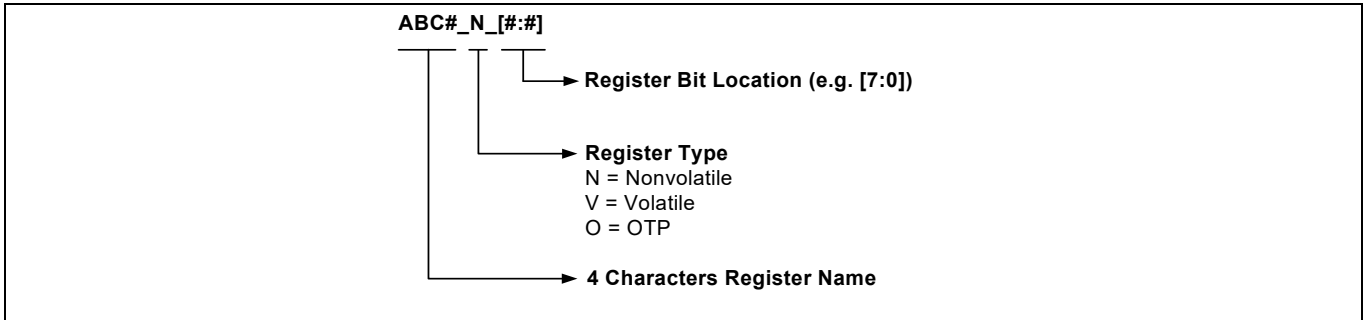 ABC#_N_[#:#]
Register Bit Location (e.g. [7:0])
Register Type
N = Nonvolatile
V = Volatile
O = OTP
4 Characters Register Name